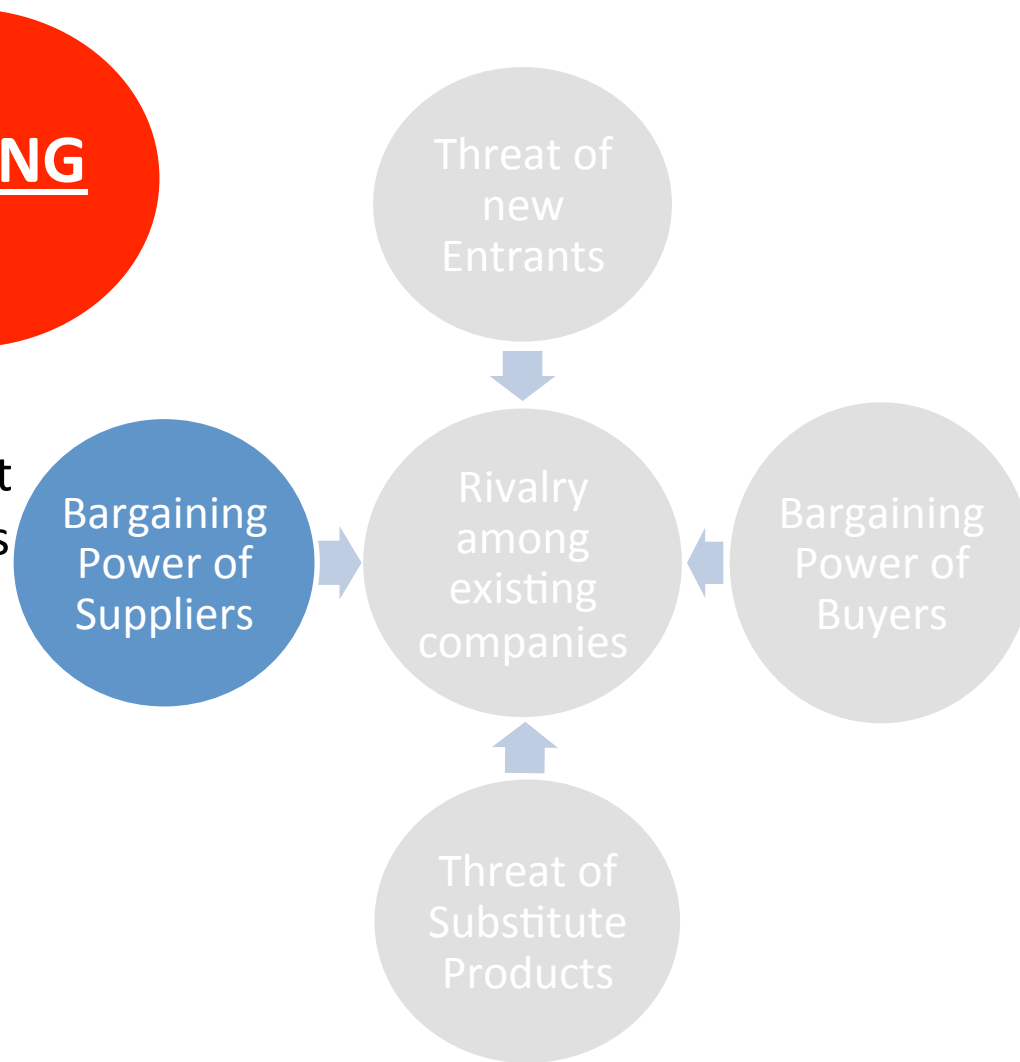 NG
Threat of
new
Entrants
t
s
Bargaining
Power of
Suppliers
Rivalry
among
existing
companies
Bargaining
Power of
Buyers
Threat of
Substitute
Products